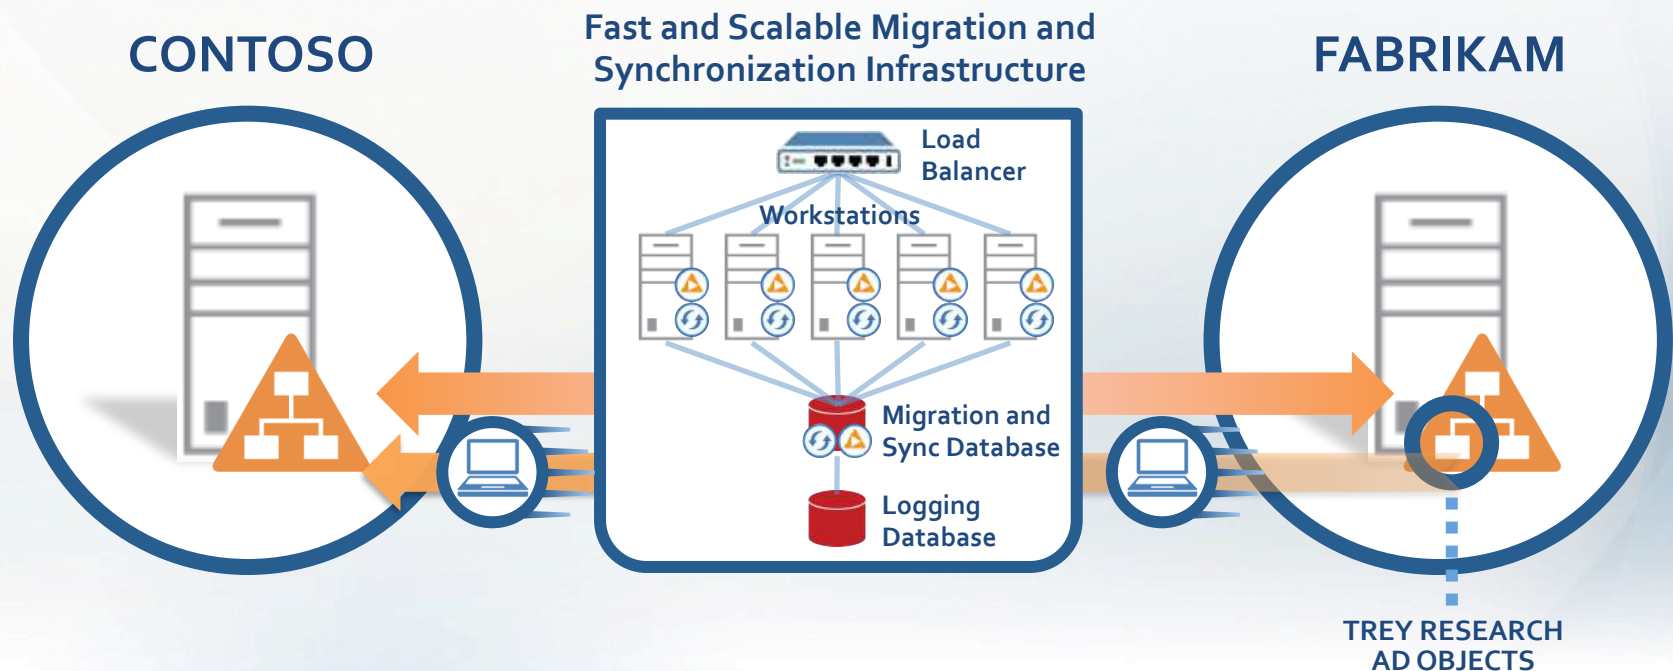 CONTOSO
Fast and Scalable Migration and
Synchronization Infrastructure
FABRIKAM
Load
Balancer
Workstations
Migration and
Sync Database
Logging
Database
TREY RESEARCH
AD OBJECTS